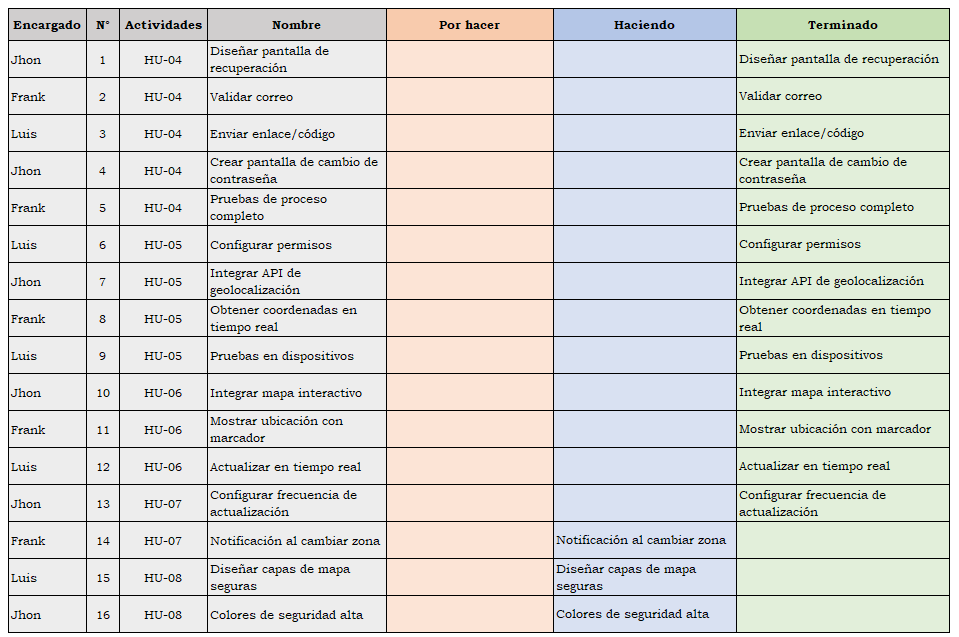 Encargado N° Actividades Nombre Por hacer Haciendo Terminado
Jhon 1 HU-04 Diseñar pantalla de recuperación Diseñar pantalla de recuperación
Frank 2 HU-04 Validar correo Validar correo
Luis 3 HU-04 Enviar enlace/código Enviar enlace/código
Jhon 4 HU-04 Crear pantalla de cambio de contraseña Crear pantalla de cambio de contraseña
Frank 5 HU-04 Pruebas de proceso completo Pruebas de proceso completo
Luis 6 HU-05 Configurar permisos Configurar permisos
Jhon 7 HU-05 Integrar API de geolocalización Integrar API de geolocalización
Frank 8 HU-05 Obtener coordenadas en tiempo real Obtener coordenadas en tiempo real
Luis 9 HU-05 Pruebas en dispositivos Pruebas en dispositivos
Jhon 10 HU-06 Integrar mapa interactivo Integrar mapa interactivo
Frank 11 HU-06 Mostrar ubicación con marcador Mostrar ubicación con marcador
Luis 12 HU-06 Actualizar en tiempo real Actualizar en tiempo real
Jhon 13 HU-07 Configurar frecuencia de actualización Configurar frecuencia de actualización
Frank 14 HU-07 Notificación al cambiar zona Notificación al cambiar zona
Luis 15 HU-08 Diseñar capas de mapa seguras Diseñar capas de mapa seguras
Jhon 16 HU-08 Colores de seguridad alta Colores de seguridad alta